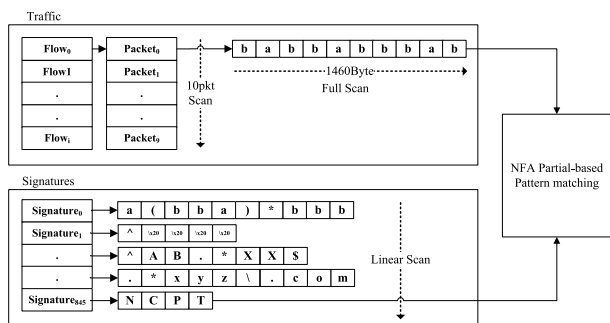 Traffic
Flow0 Packet0 b a b b a b b b a b
Flow1 Packet1
. .
. .
Flowi Packet9
10pkt
Scan
1460Byte
Full Scan
NFA Partial-based
Pattern matching
Signatures
Signature0 a ( b b a ) * b b b
Signature1 ^ \x20 \x20 \x20 \x20
. ^ A B . * X X $
. . * x y z \ . c o m
Signature845 N C P T
Linear Scan